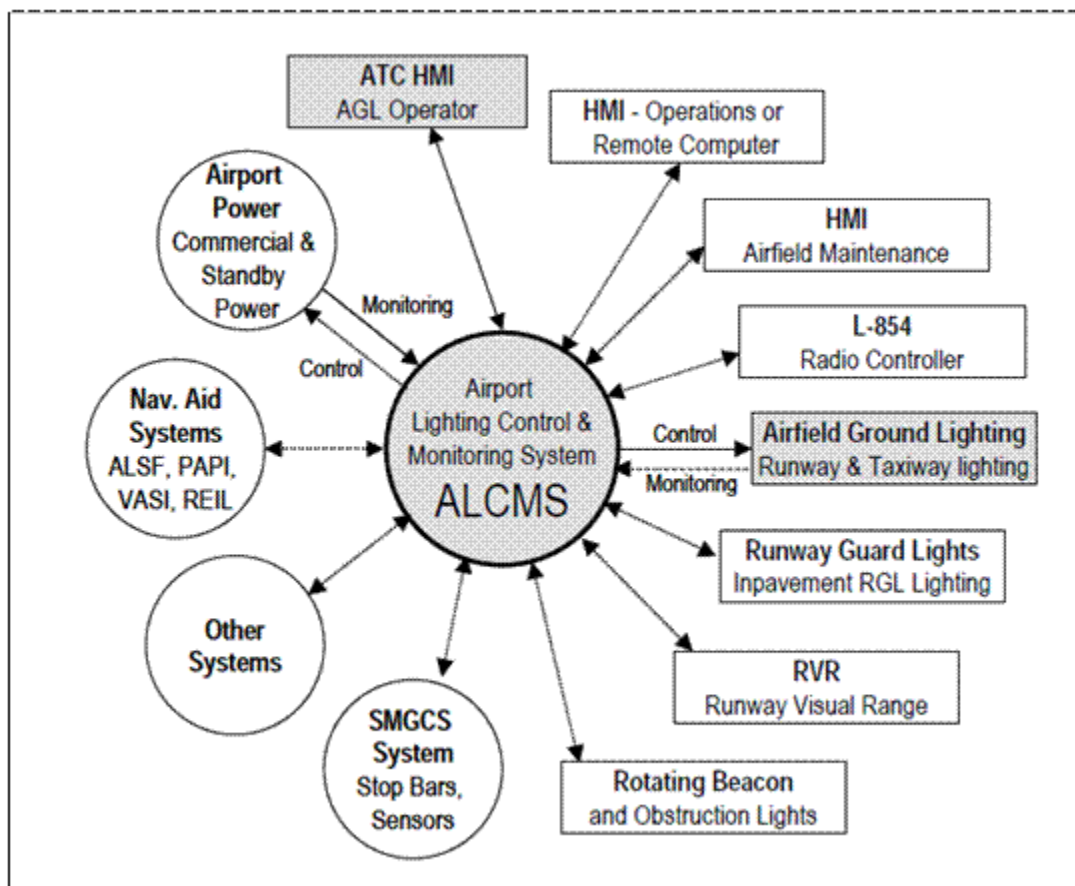 ATC HMI
AGL Operator
HMI - Operations or
Remote Computer
Airport
Power
Commercial &
Standby
Power
HMI
Airfield Maintenance
Monitoring
Control
L-854
Radio Controller
Nav. Aid
Systems
ALSF, PAPI,
VASI, REIL
Airport
Lighting Control &
Monitoring System
ALCMS
Control
Monitoring
Airfield Ground Lighting
Runway & Taxiway lighting
Runway Guard Lights
Inpavement RGL Lighting
Other
Systems
RVR
Runway Visual Range
SMGCS
System
Stop Bars,
Sensors
Rotating Beacon
and Obstruction Lights